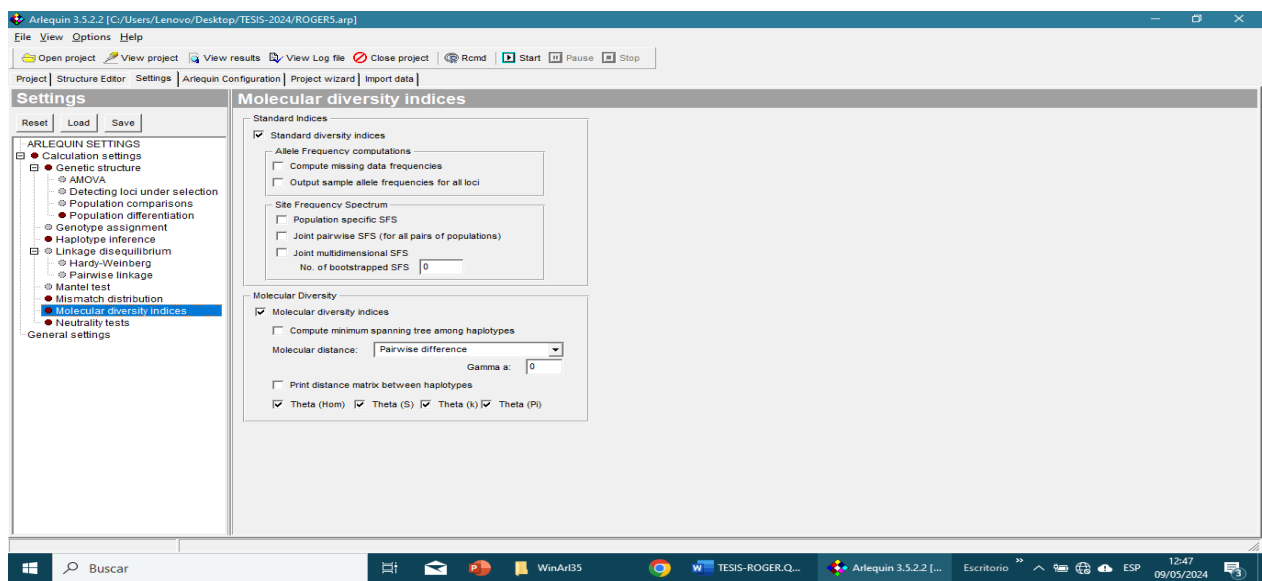 Arlequin 3.5.2.2 [C:/Users/Lenovo/Desktop/TESIS-2024/ROGER5.arp]
File View Options Help
Open project View project View results View Log file Close project Rcmd Start Pause Stop
Project Structure Editor Settings Arlequin Configuration Project wizard Import data
Settings
Reset Load Save
ARLEQUIN SETTINGS
Calculation settings
Genetic structure
AMOVA
Detecting loci under selection
Population comparisons
Population differentiation
Genotype assignment
Haplotype inference
Linkage disequilibrium
Hardy-Weinberg
Pairwise linkage
Mantel test
Mismatch distribution
Molecular diversity indices
Neutrality tests
General settings
Molecular diversity indices
Standard Indices
Standard diversity indices
Allele Frequency computations
Compute missing data frequencies
Output sample allele frequencies for all loci
Site Frequency Spectrum
Population specific SFS
Joint pairwise SFS (for all pairs of populations)
Joint multidimensional SFS
No. of bootstrapped SFS 0
Molecular Diversity
Molecular diversity indices
Compute minimum spanning tree among haplotypes
Molecular distance: Pairwise difference
Gamma a: 0
Print distance matrix between haplotypes
Theta (Hom) Theta (S) Theta (k) Theta (Pi)
Buscar WinArl35 TESIS-ROGER.Q... Arlequin 3.5.2.2 [... Escritorio ESP 12:47
09/05/2024 3